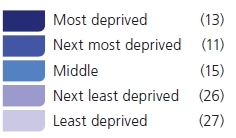 Most deprived (13)
Next most deprived (11)
Middle (15)
Next least deprived (26)
Least deprived (27)